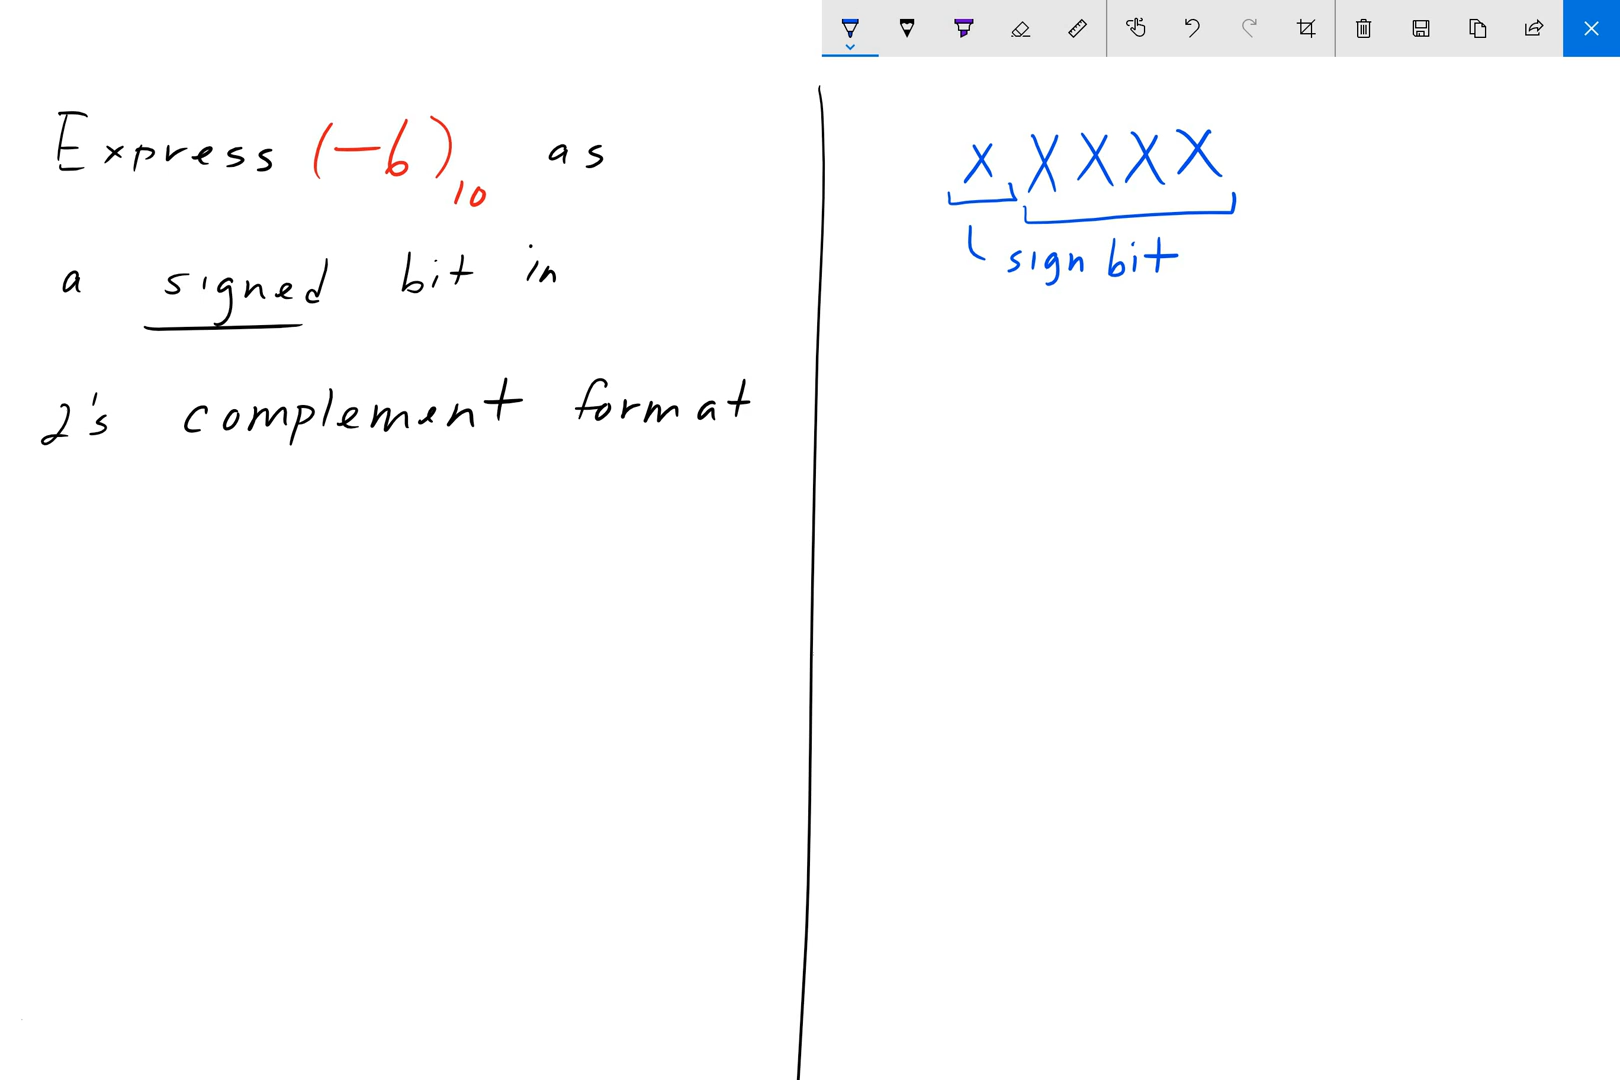 Express (-6)10 as
a signed bit in
2's complement format
x XXXX
sign bit